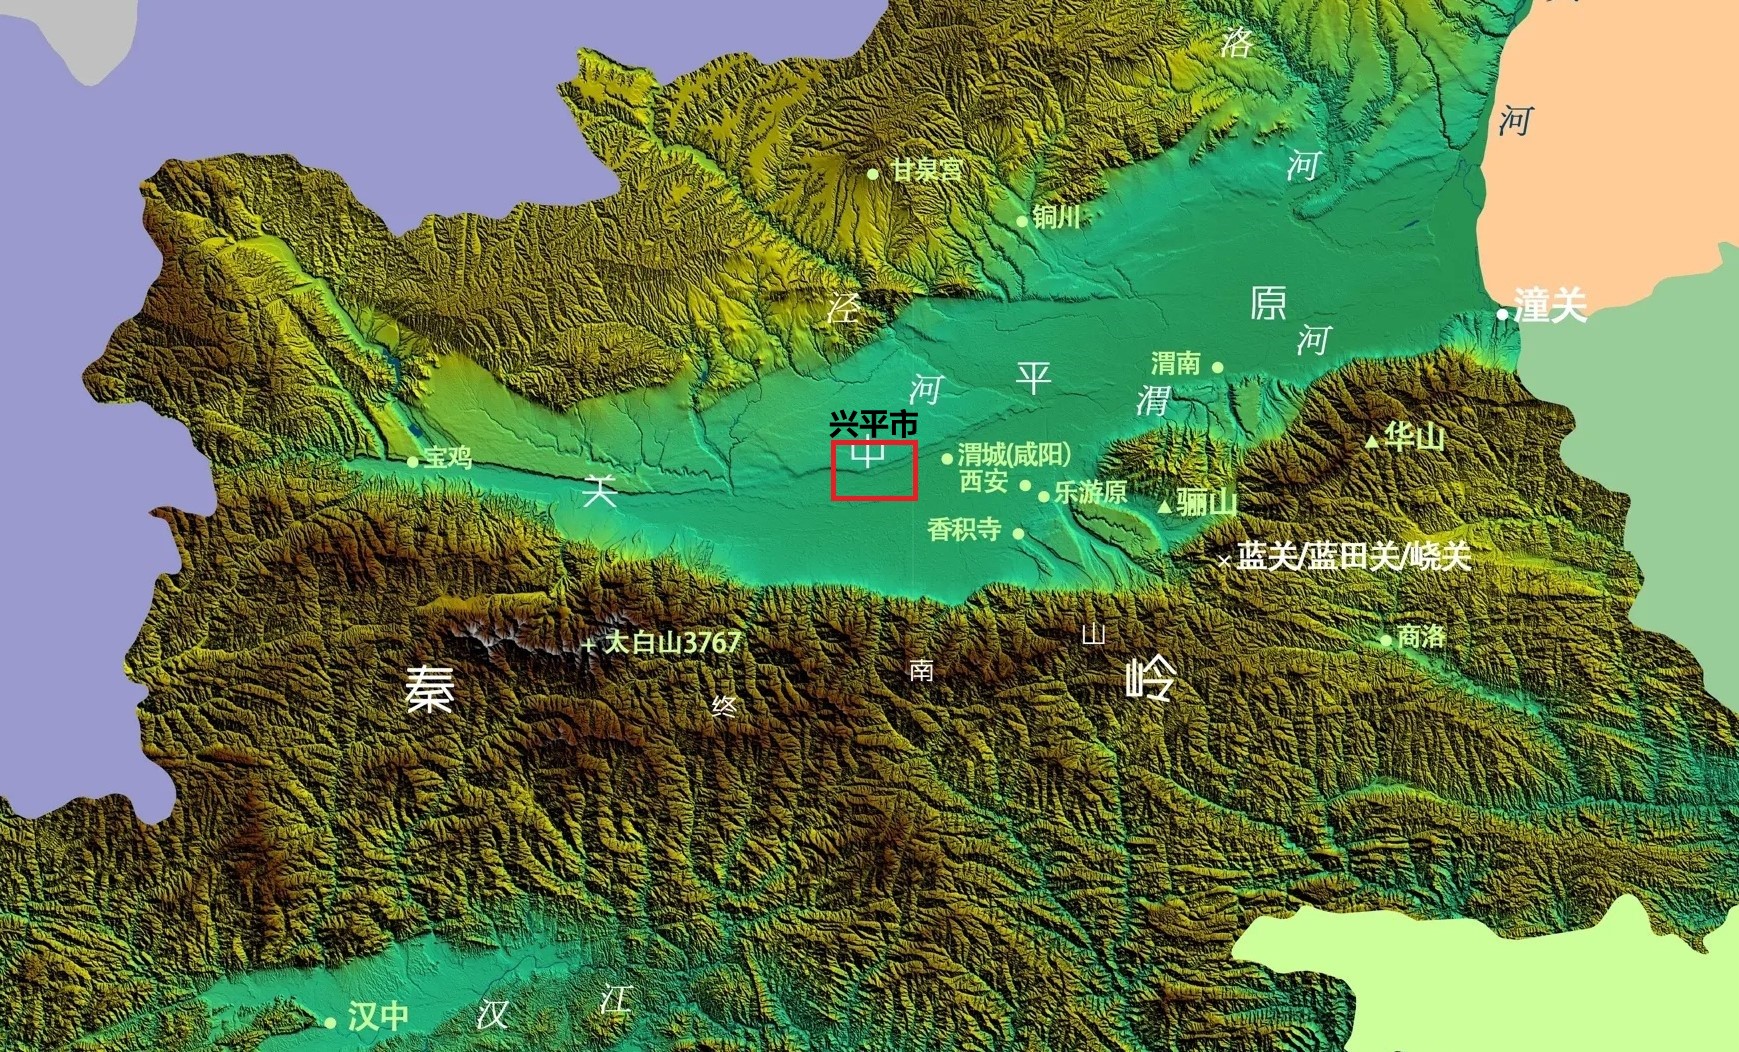 洛
河
河
甘泉宫
铜川
泾
原
潼关
河
渭南
平
河
渭
兴平市
中
华山
渭城(咸阳)
宝鸡
西安
乐游原
关
骊山
香积寺
蓝关/蓝田关/峣关
太白山3767
山
商洛
南
秦
岭
终
汉中
汉
江